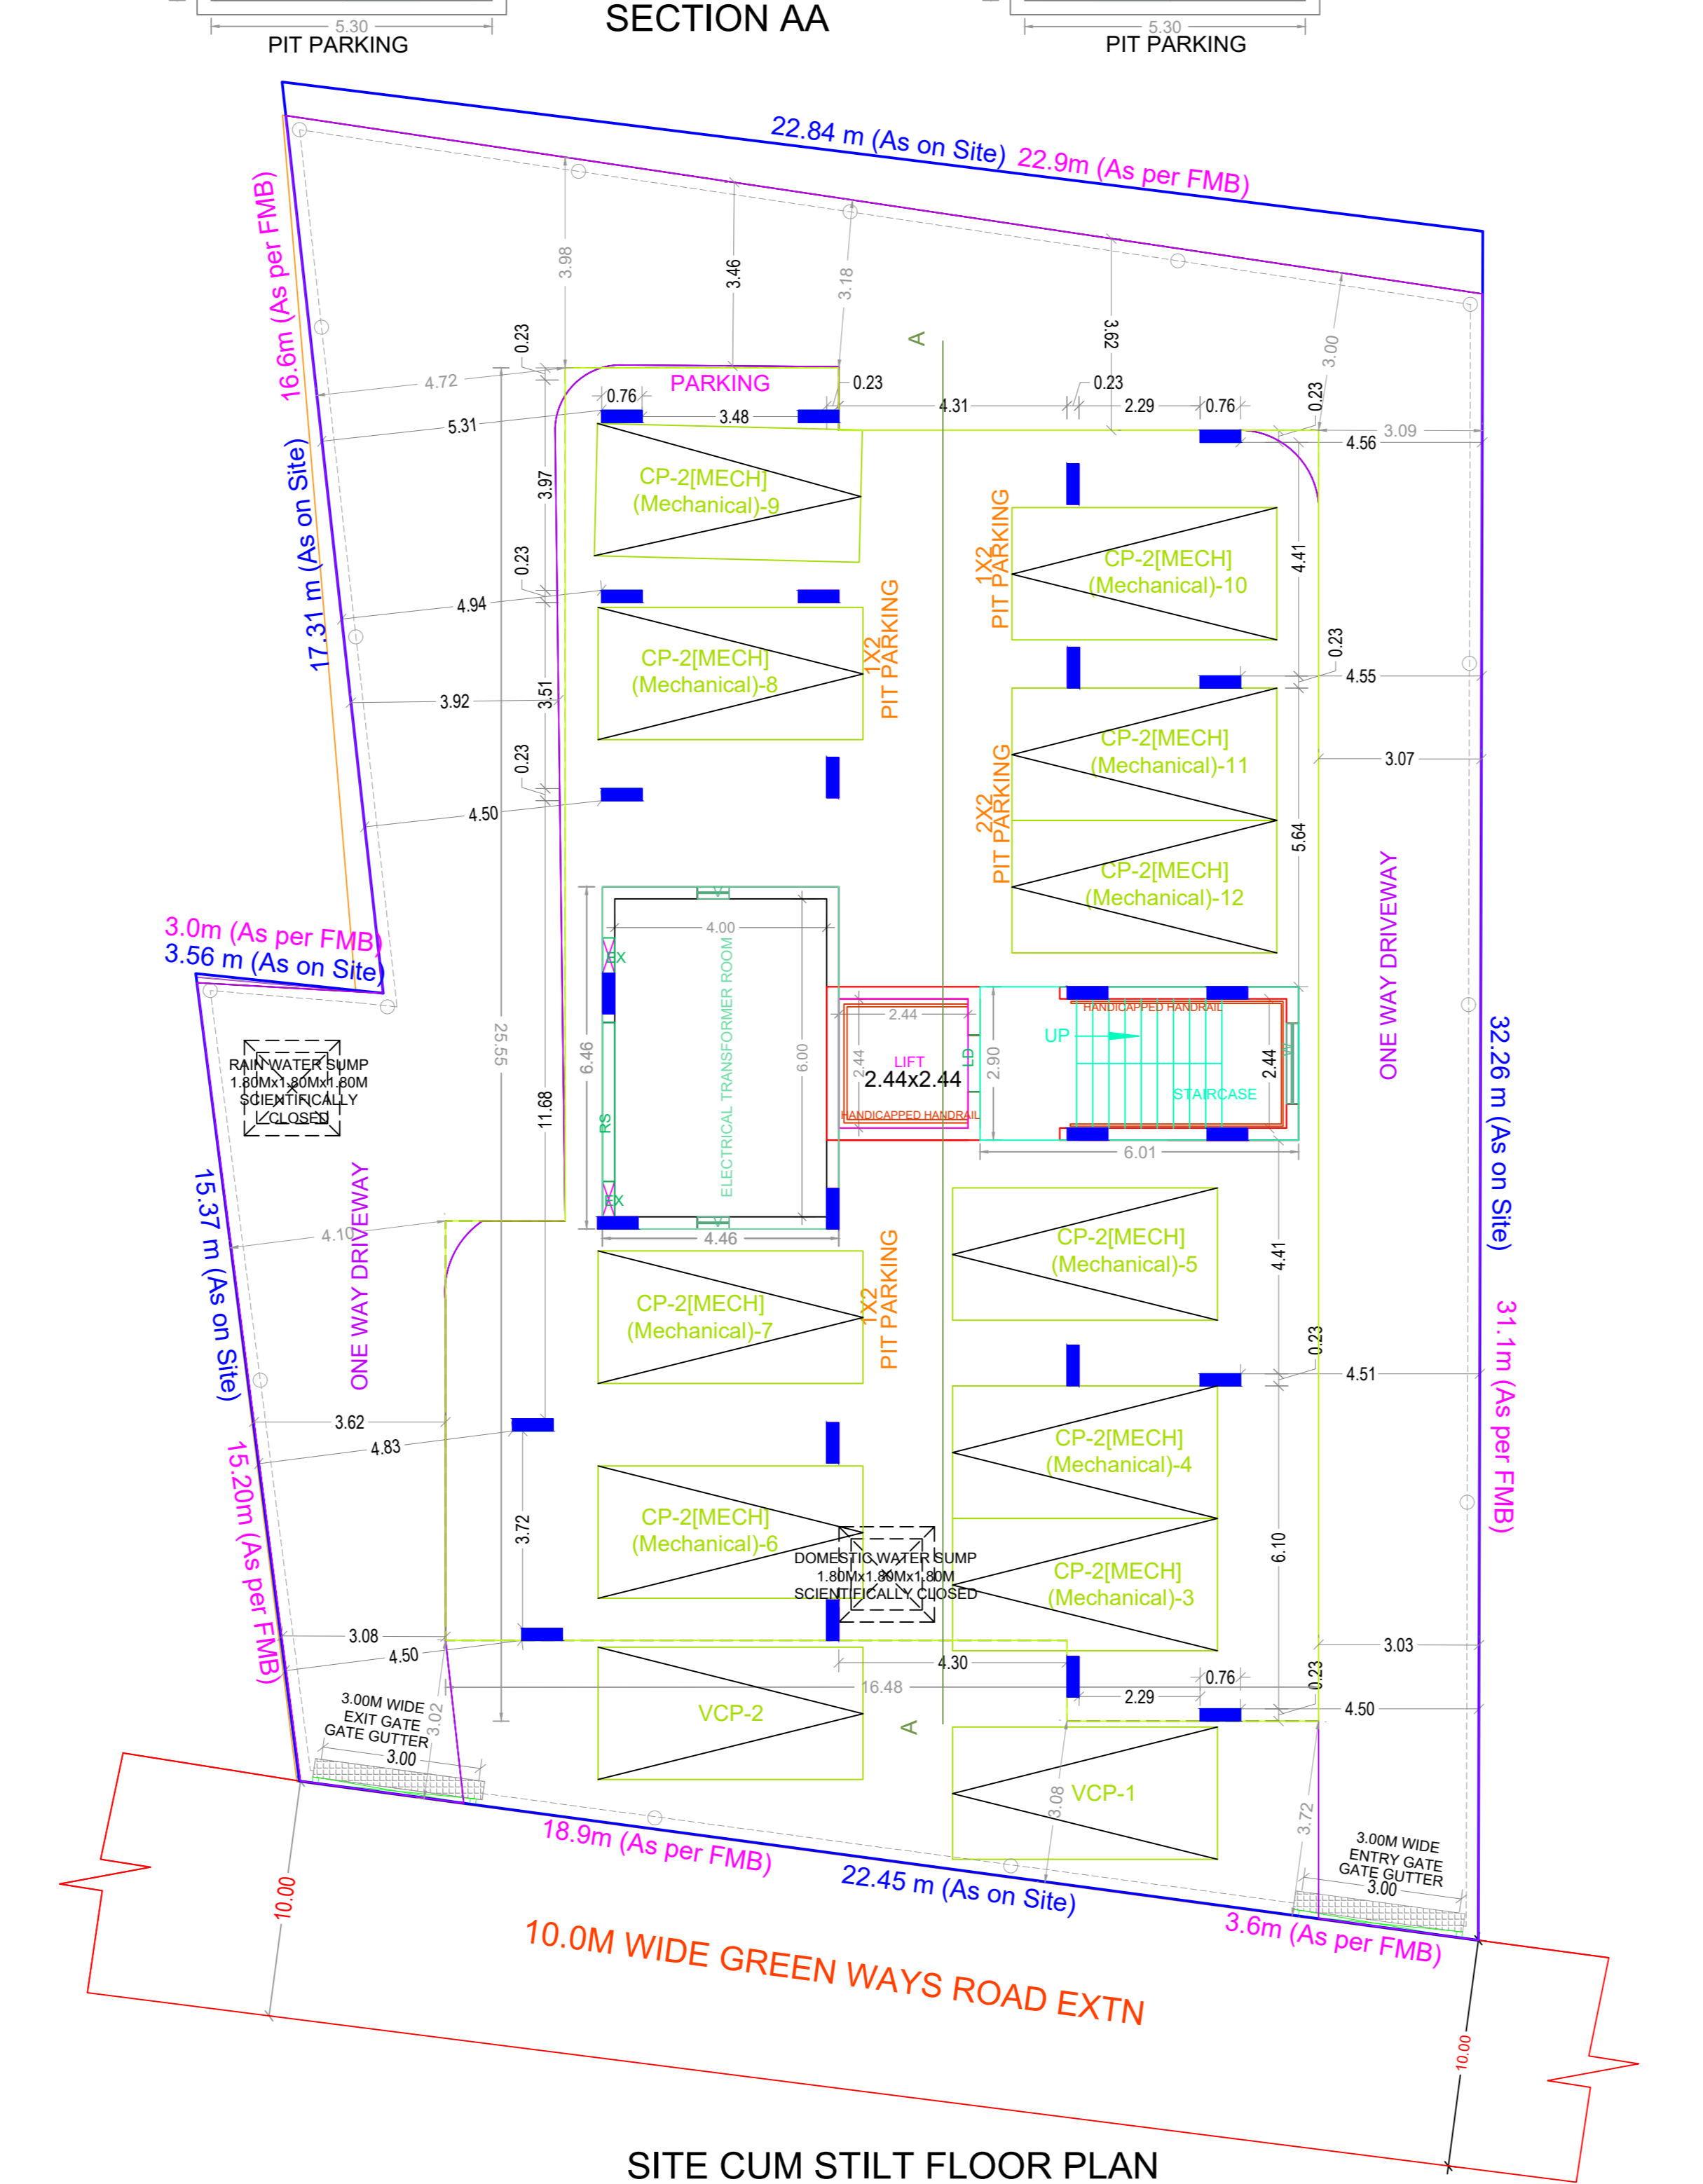 SECTION AA
5.30
PIT PARKING
5.30
PIT PARKING
22.84 m (As on Site)
22.9m (As per FMB)
16.6m (As per FMB)
17.31 m (As on Site)
3.98
3.46
3.18
3.62
3.00
A
4.72
5.31
0.23
0.76
3.48
PARKING
0.23
4.31
0.23
2.29
0.76
0.23
3.09
4.56
CP-2[MECH]
(Mechanical)-9
3.97
0.23
4.94
1X2
PIT PARKING
CP-2[MECH]
(Mechanical)-10
4.41
0.23
4.55
CP-2[MECH]
(Mechanical)-8
1X2
PIT PARKING
3.92
3.51
0.23
4.50
CP-2[MECH]
(Mechanical)-11
2X2
PIT PARKING
CP-2[MECH]
(Mechanical)-12
3.07
5.64
ONE WAY DRIVEWAY
3.0m (As per FMB)
3.56 m (As on Site)
25.55
6.46
4.00
V
EX
ELECTRICAL TRANSFORMER ROOM
6.00
RS
EX
V
4.46
11.68
2.44
2.44
LIFT
2.44x2.44
HANDICAPPED HANDRAIL
LD
2.90
HANDICAPPED HANDRAIL
UP
STAIRCASE
2.44
W
6.01
32.26 m (As on Site)
31.1m (As per FMB)
RAIN WATER SUMP
1.80Mx1.80Mx1.80M
SCIENTIFICALLY
CLOSED
15.37 m (As on Site)
ONE WAY DRIVEWAY
4.10
CP-2[MECH]
(Mechanical)-7
1X2
PIT PARKING
CP-2[MECH]
(Mechanical)-5
4.41
0.23
4.51
3.62
4.83
15.20m (As per FMB)
3.72
CP-2[MECH]
(Mechanical)-4
CP-2[MECH]
(Mechanical)-6
DOMESTIC WATER SUMP
1.80Mx1.80Mx1.80M
SCIENTIFICALLY CLOSED
CP-2[MECH]
(Mechanical)-3
6.10
3.08
4.50
4.30
16.48
2.29
0.76
0.23
3.03
4.50
VCP-2
A
3.02
3.00M WIDE
EXIT GATE
GATE GUTTER
3.00
VCP-1
3.08
3.72
3.00M WIDE
ENTRY GATE
GATE GUTTER
3.00
18.9m (As per FMB)
22.45 m (As on Site)
3.6m (As per FMB)
10.00
10.0M WIDE GREEN WAYS ROAD EXTN
10.00
SITE CUM STILT FLOOR PLAN